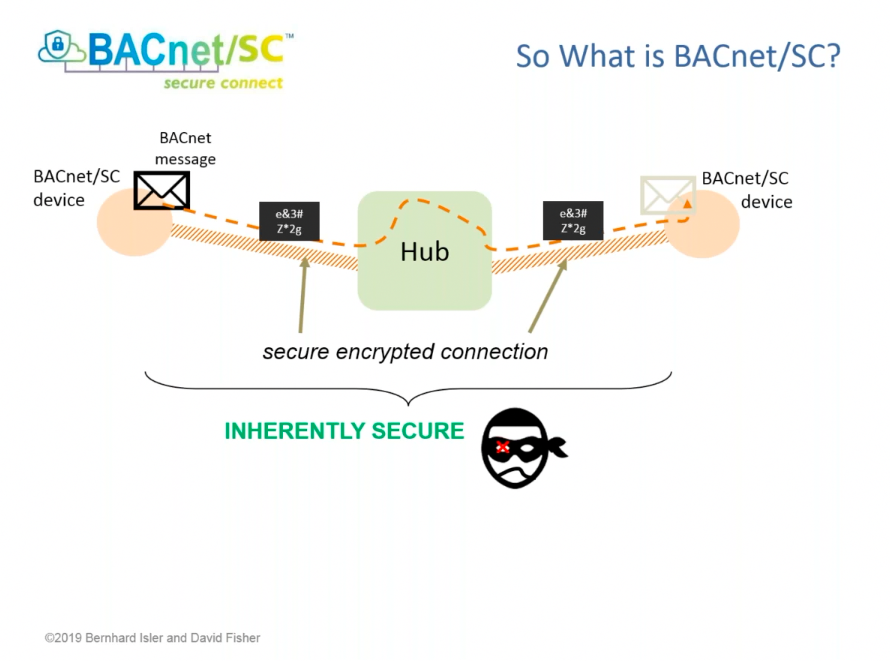 BACnet/SC™
secure connect
So What is BACnet/SC?
BACnet
message
BACnet/SC
device
e&3#
Z*2g
Hub
e&3#
Z*2g
BACnet/SC
device
secure encrypted connection
INHERENTLY SECURE
©2019 Bernhard Isler and David Fisher